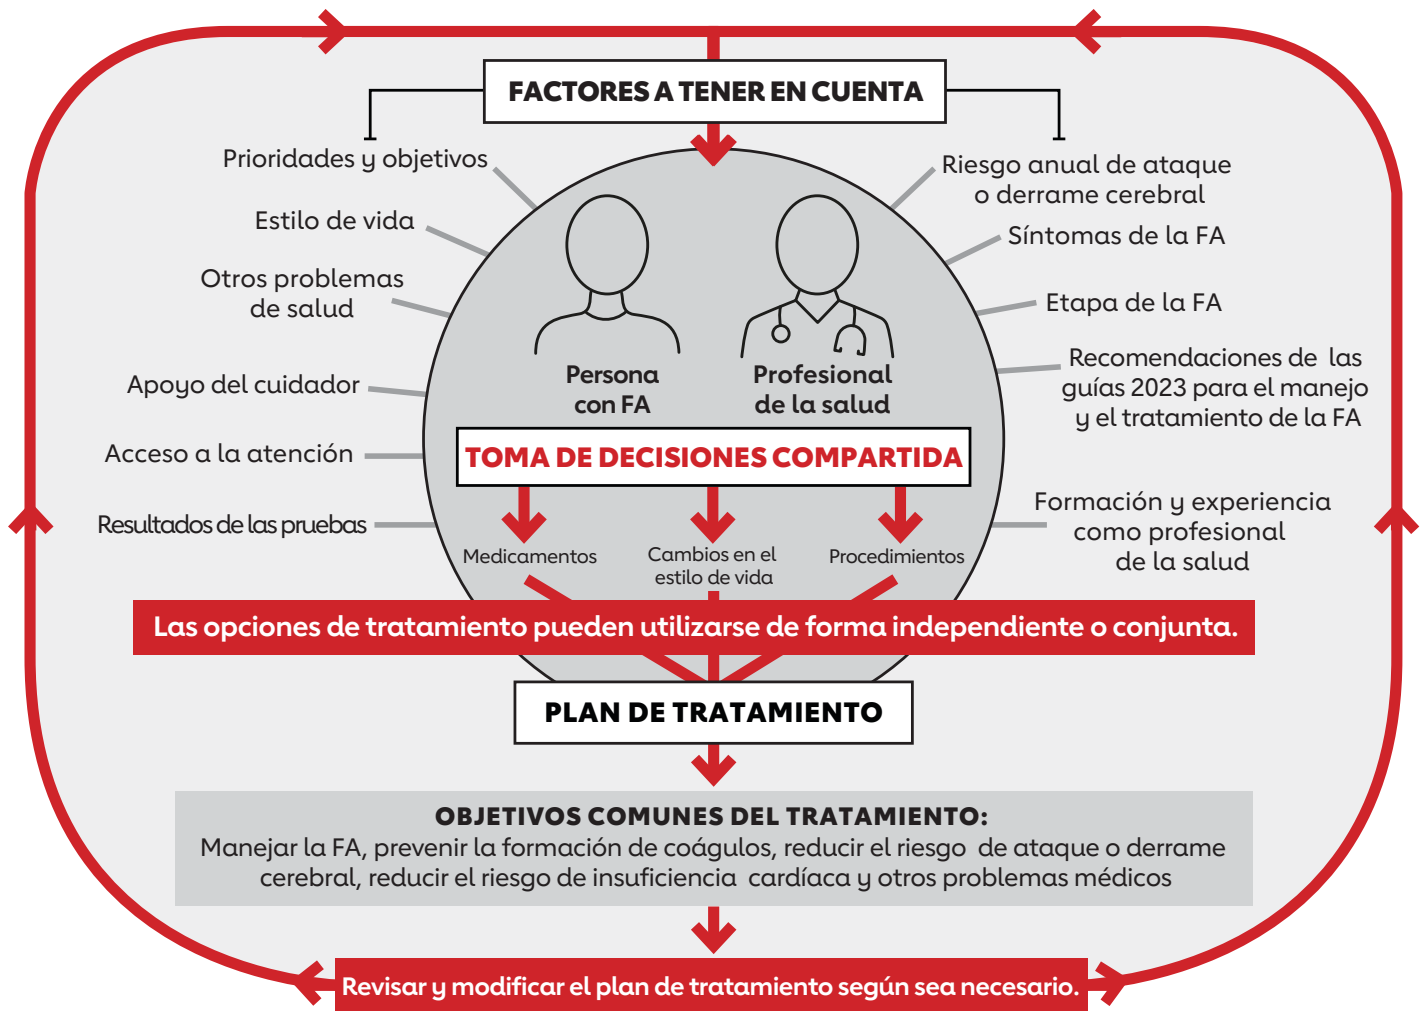 FACTORES A TENER EN CUENTA
Prioridades y objetivos
Estilo de vida
Otros problemas
de salud
Apoyo del cuidador
Acceso a la atención
Resultados de las pruebas
Riesgo anual de ataque
o derrame cerebral
Síntomas de la FA
Etapa de la FA
Recomendaciones de las
guías 2023 para el manejo
y el tratamiento de la FA
Formación y experiencia
como profesional
de la salud
Persona
con FA
Profesional
de la salud
TOMA DE DECISIONES COMPARTIDA
Medicamentos
Cambios en el
estilo de vida
Procedimientos
Las opciones de tratamiento pueden utilizarse de forma independiente o conjunta.
PLAN DE TRATAMIENTO
OBJETIVOS COMUNES DEL TRATAMIENTO:
Manejar la FA, prevenir la formación de coágulos, reducir el riesgo de ataque o derrame
cerebral, reducir el riesgo de insuficiencia cardíaca y otros problemas médicos
Revisar y modificar el plan de tratamiento según sea necesario.